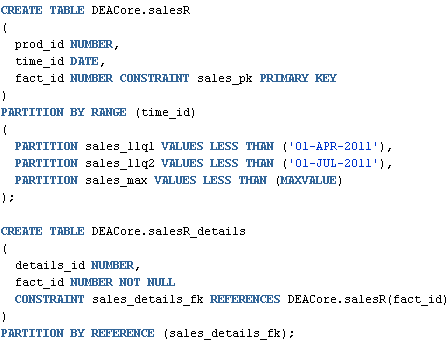 CREATE TABLE DEACore.salesR
(
prod_id NUMBER,
time_id DATE,
fact_id NUMBER CONSTRAINT sales_pk PRIMARY KEY
)
PARTITION BY RANGE (time_id)
(
PARTITION sales_11q1 VALUES LESS THAN ('01-APR-2011'),
PARTITION sales_11q2 VALUES LESS THAN ('01-JUL-2011'),
PARTITION sales_max VALUES LESS THAN (MAXVALUE)
);
CREATE TABLE DEACore.salesR_details
(
details_id NUMBER,
fact_id NUMBER NOT NULL
CONSTRAINT sales_details_fk REFERENCES DEACore.salesR(fact_id)
)
PARTITION BY REFERENCE (sales_details_fk);